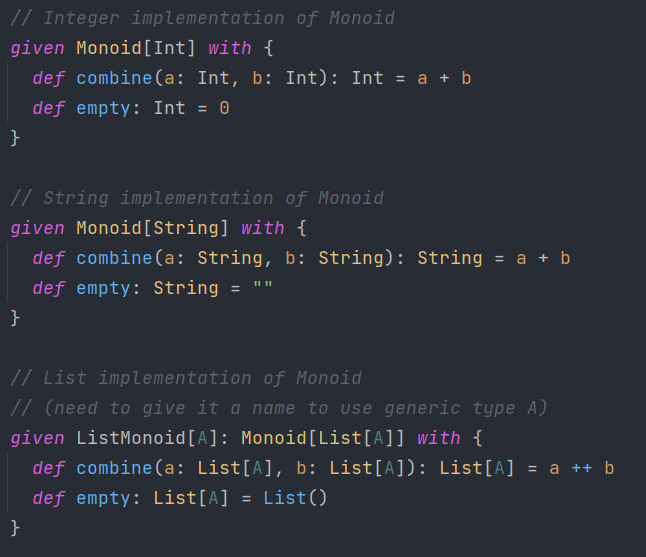 // Integer implementation of Monoid
given Monoid[Int] with {
  def combine(a: Int, b: Int): Int = a + b
  def empty: Int = 0
}

// String implementation of Monoid
given Monoid[String] with {
  def combine(a: String, b: String): String = a + b
  def empty: String = ""
}

// List implementation of Monoid
// (need to give it a name to use generic type A)
given ListMonoid[A]: Monoid[List[A]] with {
  def combine(a: List[A], b: List[A]): List[A] = a ++ b
  def empty: List[A] = List()
}